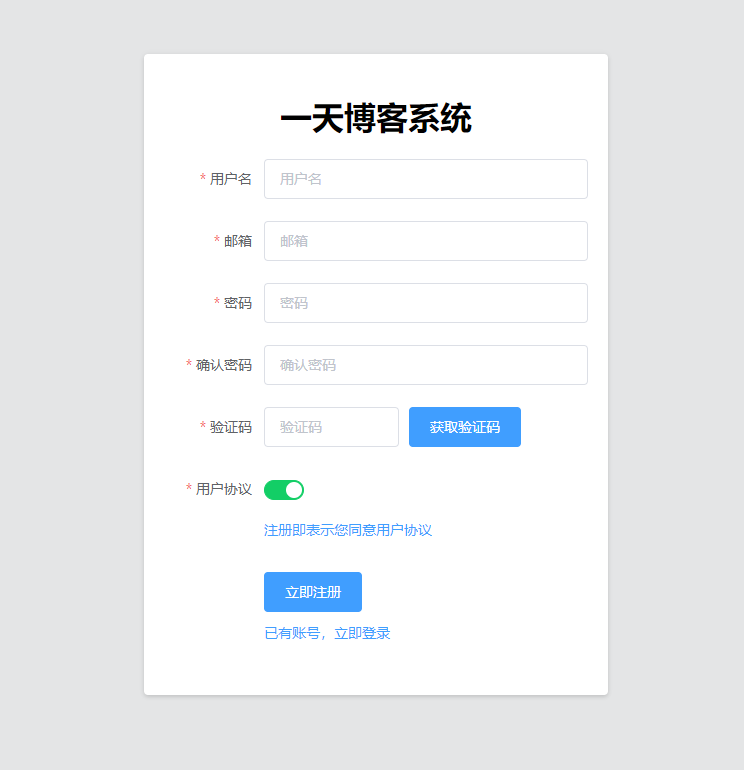 一天博客系统
* 用户名 用户名
* 邮箱 邮箱
* 密码 密码
* 确认密码 确认密码
* 验证码 验证码 获取验证码
* 用户协议
注册即表示您同意用户协议
立即注册
已有账号，立即登录